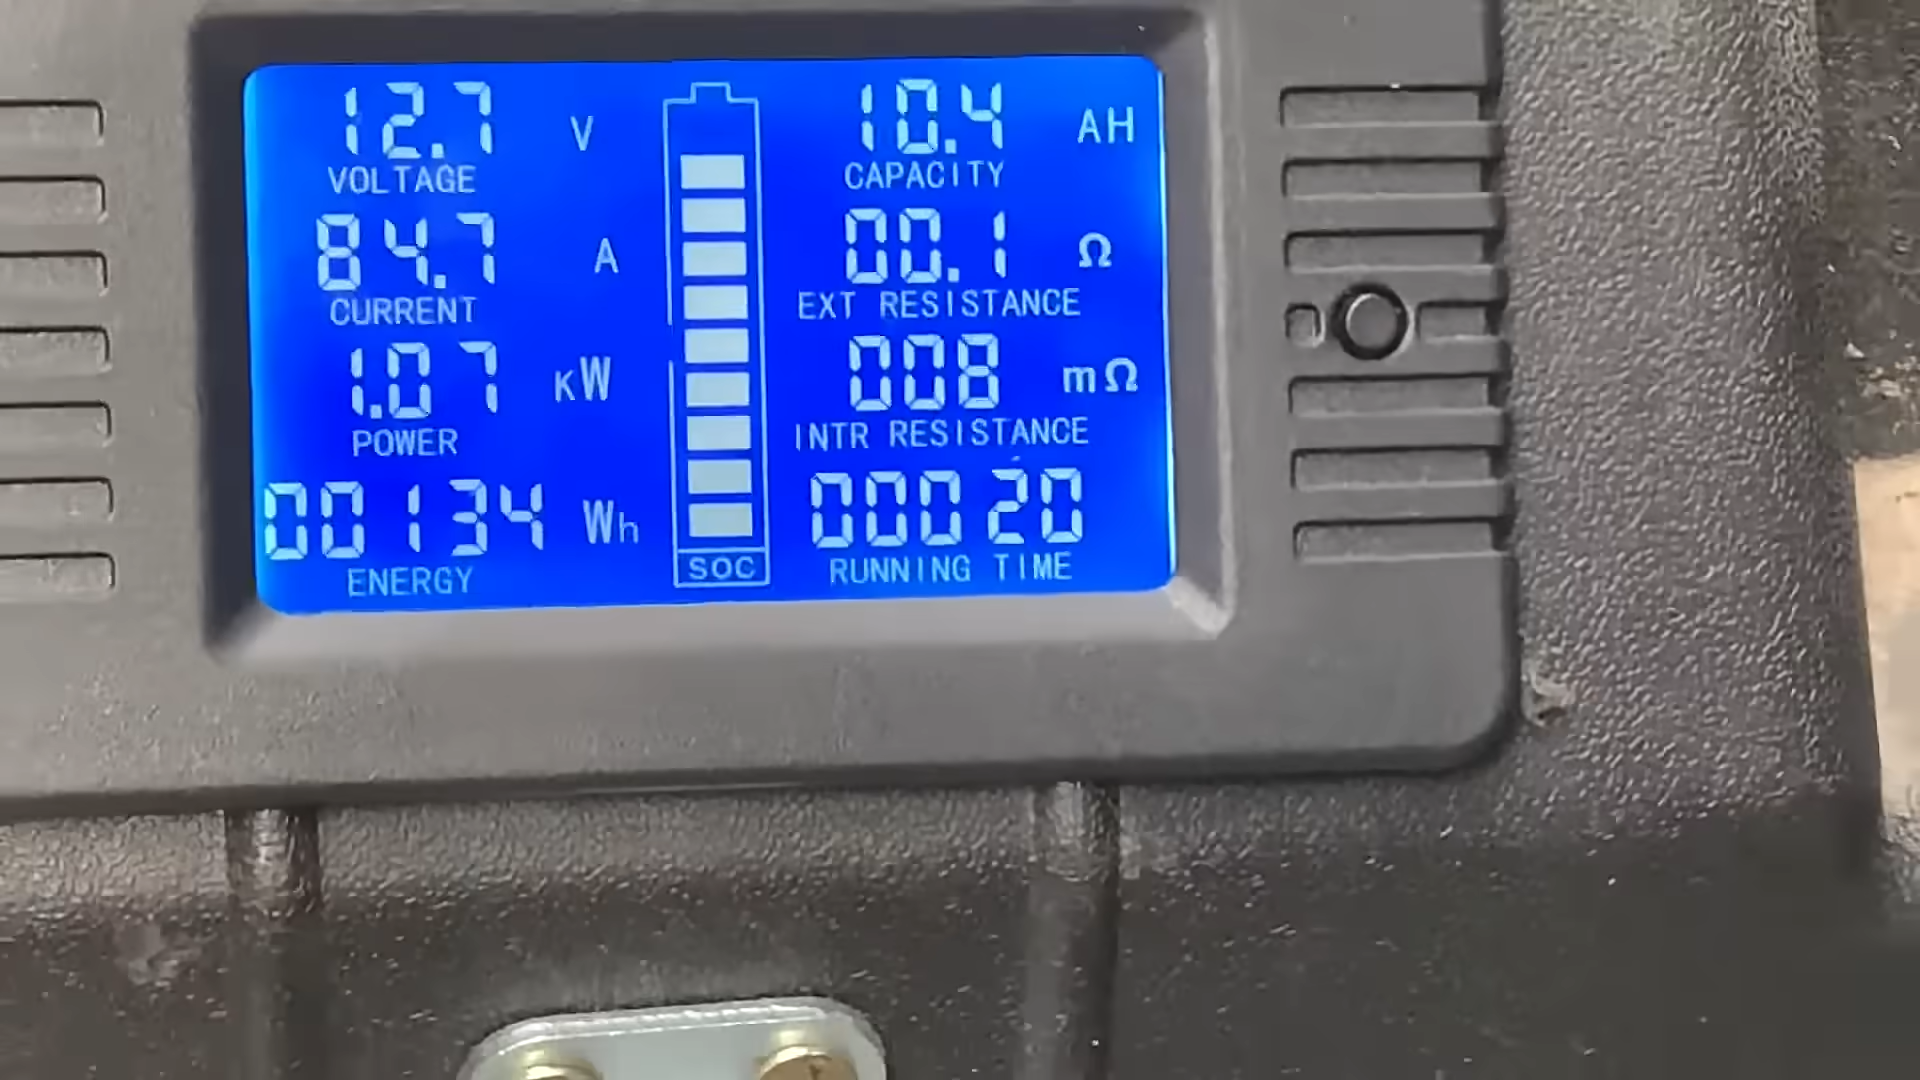 12.7 V
VOLTAGE
84.7 A
CURRENT
1.07 KW
POWER
00134 Wh
ENERGY
SOC
10.4 AH
CAPACITY
00.1 Ω
EXT RESISTANCE
008 mΩ
INTR RESISTANCE
00020
RUNNING TIME